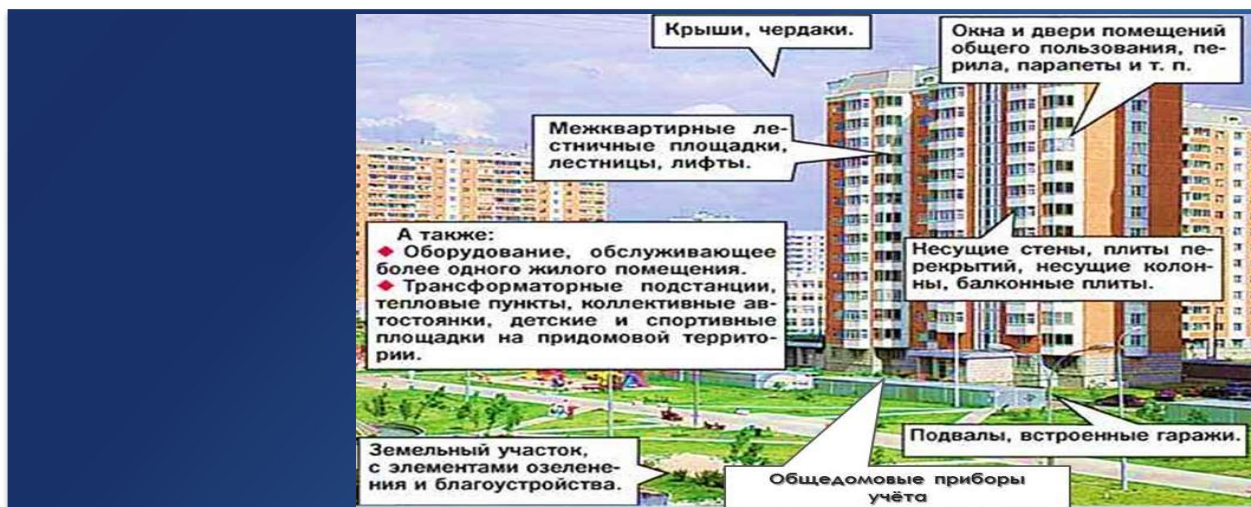 Крыши, чердаки.
Окна и двери помещений
общего пользования, пе-
рила, парапеты и т. п.
Межквартирные ле-
стничные площадки,
лестницы, лифты.
А также:
◆ Оборудование, обслуживающее
более одного жилого помещения.
◆ Трансформаторные подстанции,
тепловые пункты, коллективные ав-
тостоянки, детские и спортивные
площадки на придомовой террито-
рии.
Несущие стены, плиты пе-
рекрытий, несущие колон-
ны, балконные плиты.
Подвалы, встроенные гаражи.
Земельный участок,
с элементами озелене-
ния и благоустройства.
Общедомовые приборы
учёта